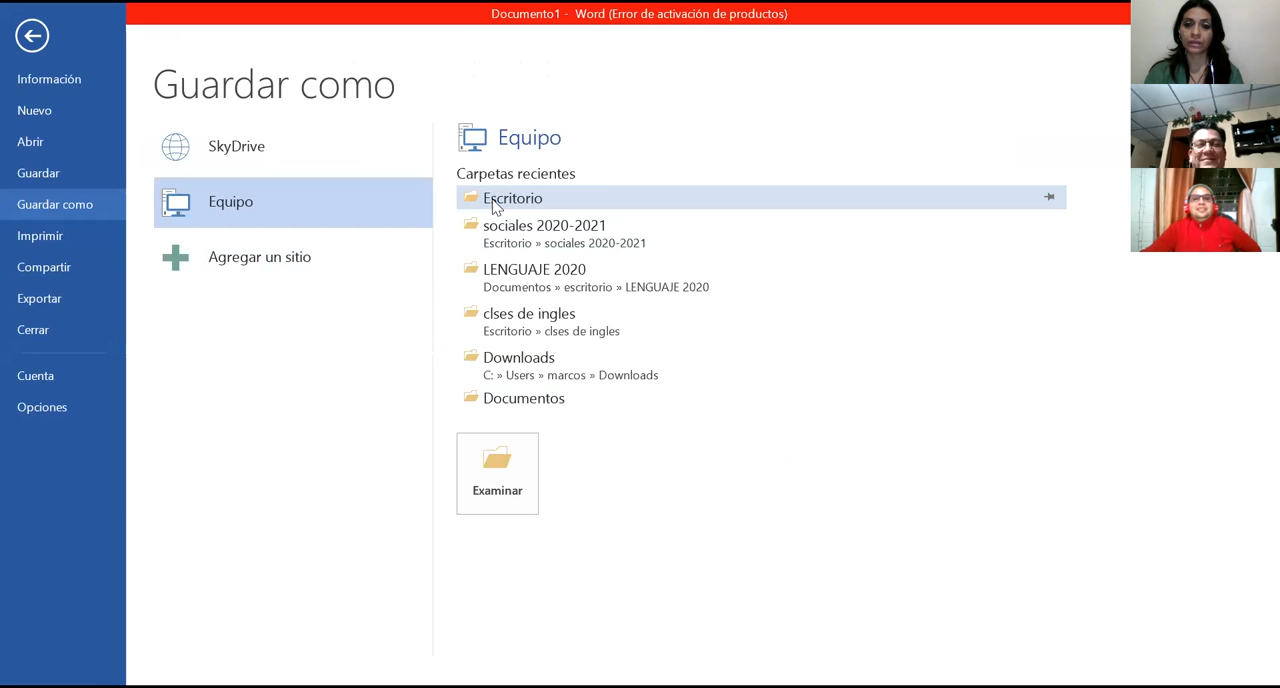 Documento1 - Word (Error de activación de productos)
Información
Nuevo
Abrir
Guardar
Guardar como
Imprimir
Compartir
Exportar
Cerrar
Cuenta
Opciones
Guardar como
SkyDrive
Equipo
Agregar un sitio
Equipo
Carpetas recientes
Escritorio
sociales 2020-2021
Escritorio » sociales 2020-2021
LENGUAJE 2020
Documentos » escritorio » LENGUAJE 2020
clses de ingles
Escritorio » clses de ingles
Downloads
C: » Users » marcos » Downloads
Documentos
Examinar